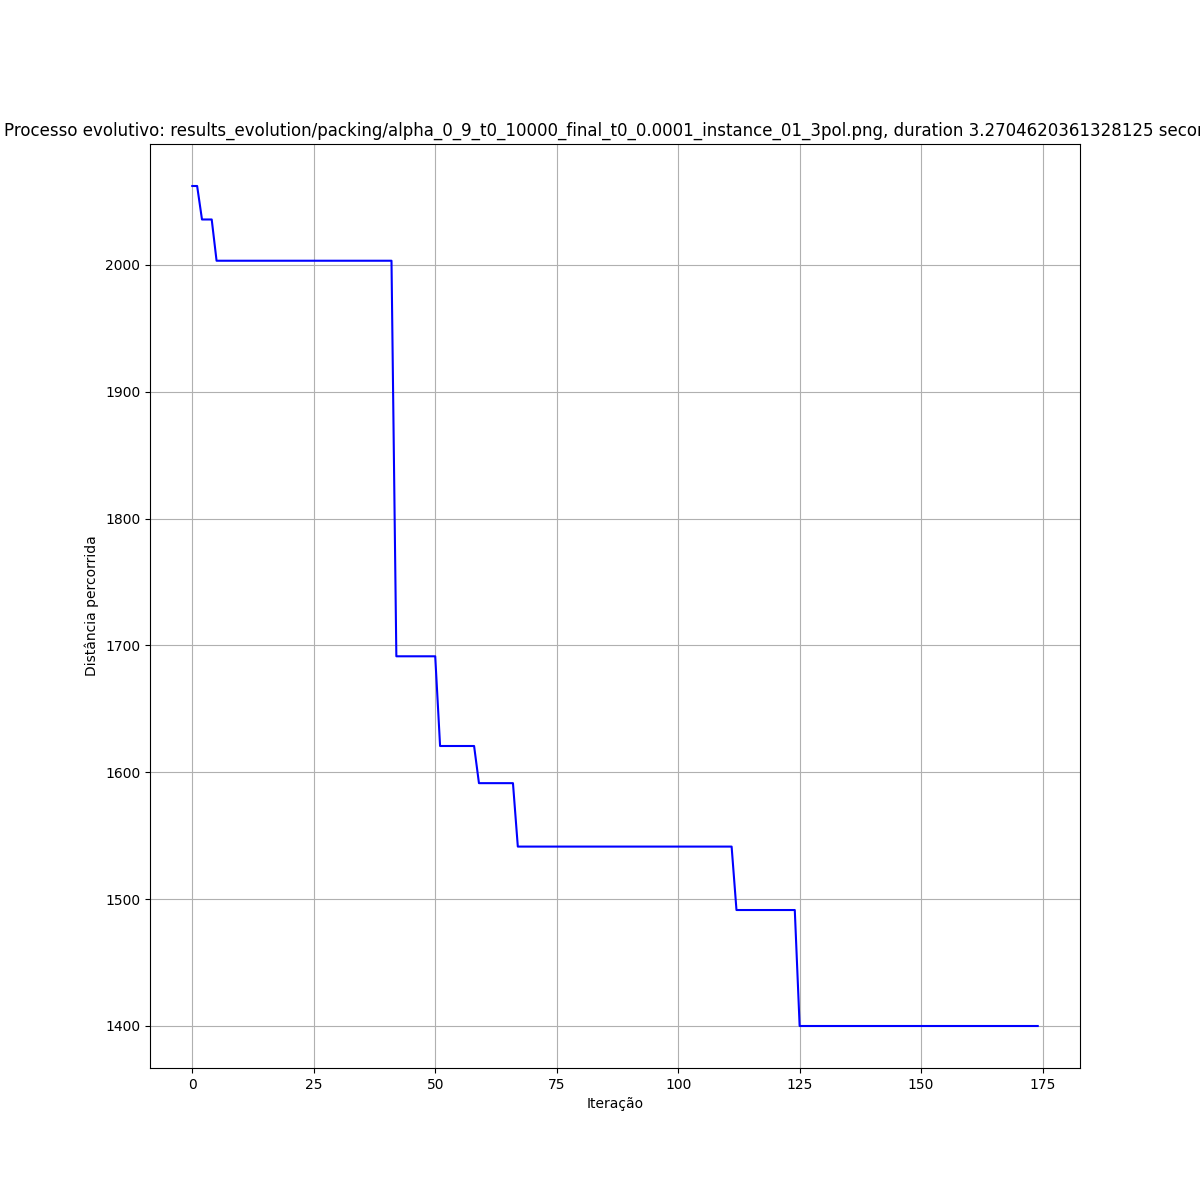 Processo evolutivo: results_evolution/packing/alpha_0_9_t0_10000_final_t0_0.0001_instance_01_3pol.png, duration 3.2704620361328125
2000
1900
1800
1700
1600
1500
1400
Distância percorrida
0 25 50 75 100 125 150 175
Iteração